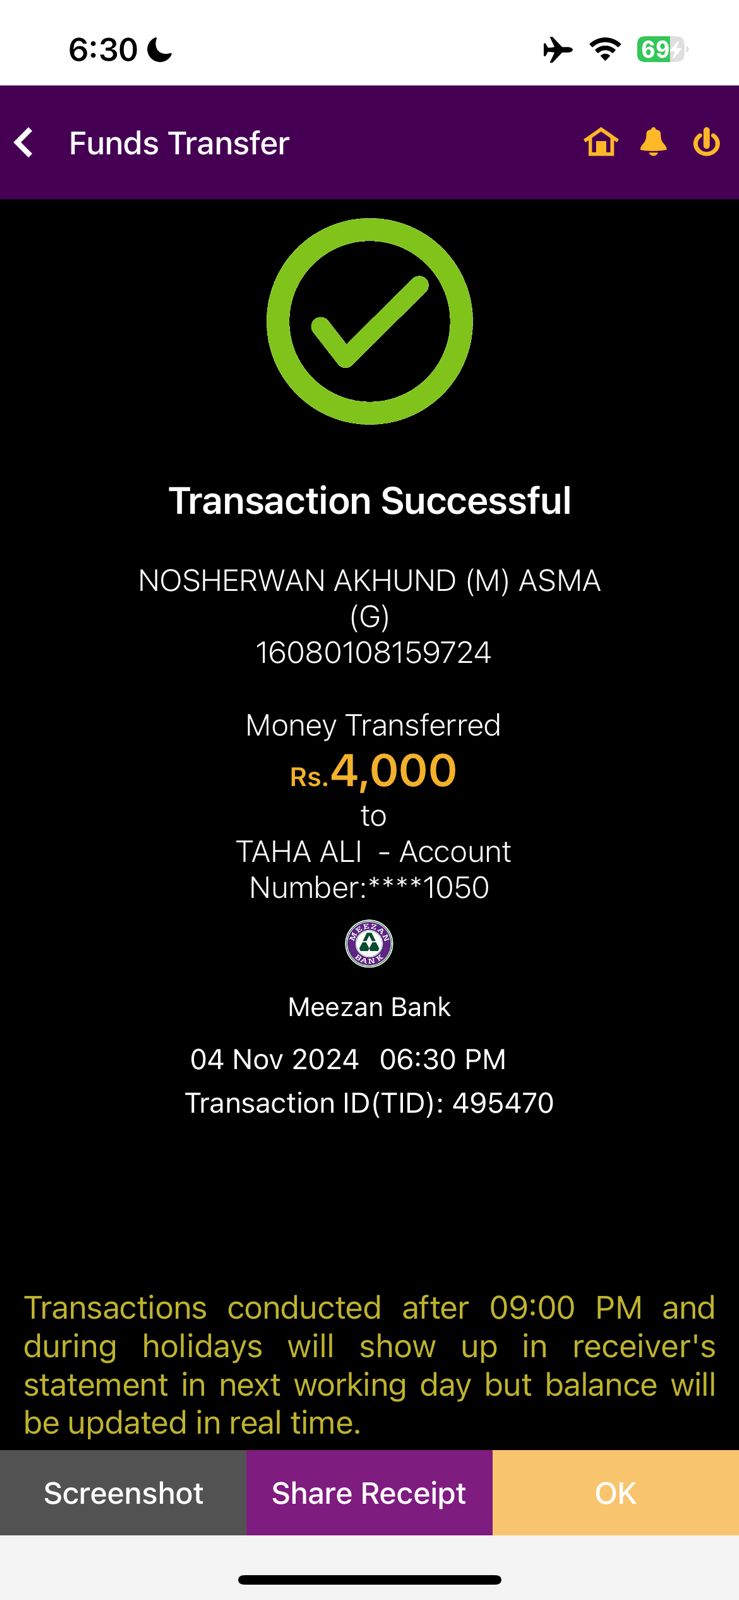 6:30
69
Funds Transfer
Transaction Successful
NOSHERWAN AKHUND (M) ASMA
(G)
16080108159724
Money Transferred
Rs.4,000
to
TAHA ALI - Account
Number:****1050
MEEZAN
BANK
Meezan Bank
04 Nov 2024 06:30 PM
Transaction ID(TID): 495470
Transactions conducted after 09:00 PM and
during holidays will show up in receiver's
statement in next working day but balance will
be updated in real time.
Screenshot
Share Receipt
OK